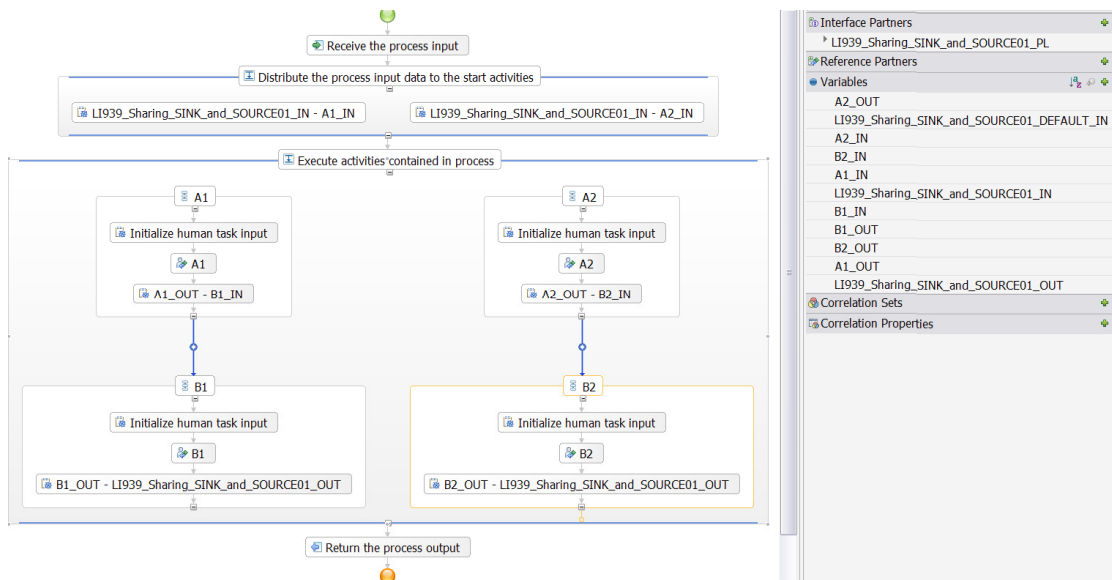 Receive the process input
Distribute the process input data to the start activities
LI939_Sharing_SINK_and_SOURCE01_IN - A1_IN
LI939_Sharing_SINK_and_SOURCE01_IN - A2_IN
Execute activities contained in process
A1
Initialize human task input
A1
A1_OUT - B1_IN
A2
Initialize human task input
A2
A2_OUT - B2_IN
B1
Initialize human task input
B1
B1_OUT - LI939_Sharing_SINK_and_SOURCE01_OUT
B2
Initialize human task input
B2
B2_OUT - LI939_Sharing_SINK_and_SOURCE01_OUT
Return the process output
Interface Partners
LI939_Sharing_SINK_and_SOURCE01_PL
Reference Partners
Variables
A2_OUT
LI939_Sharing_SINK_and_SOURCE01_DEFAULT_IN
A2_IN
B2_IN
A1_IN
LI939_Sharing_SINK_and_SOURCE01_IN
B1_IN
B1_OUT
B2_OUT
A1_OUT
LI939_Sharing_SINK_and_SOURCE01_OUT
Correlation Sets
Correlation Properties